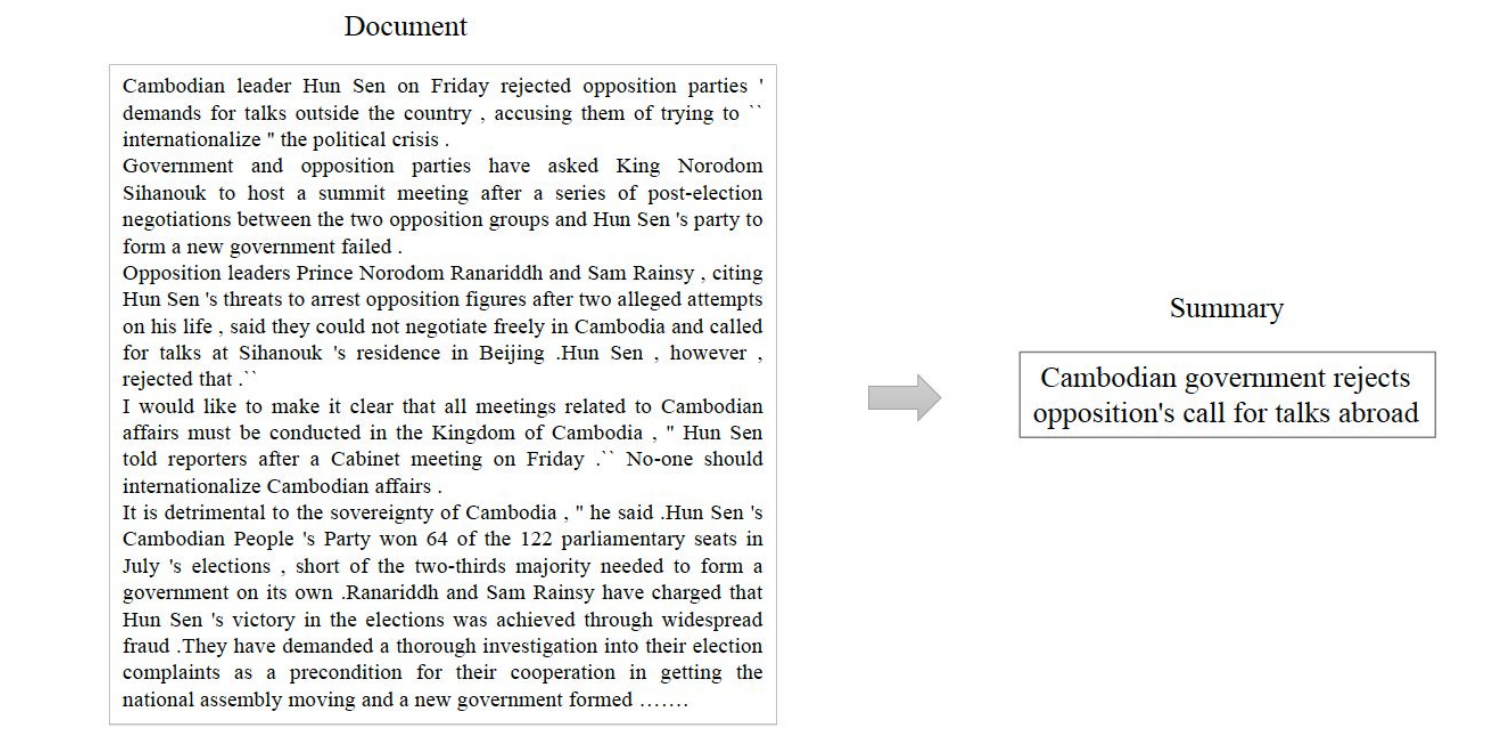 Document
Cambodian leader Hun Sen on Friday rejected opposition parties '
demands for talks outside the country , accusing them of trying to ``
internationalize " the political crisis .
Government and opposition parties have asked King Norodom
Sihanouk to host a summit meeting after a series of post-election
negotiations between the two opposition groups and Hun Sen 's party to
form a new government failed .
Opposition leaders Prince Norodom Ranariddh and Sam Rainsy , citing
Hun Sen 's threats to arrest opposition figures after two alleged attempts
on his life , said they could not negotiate freely in Cambodia and called
for talks at Sihanouk 's residence in Beijing .Hun Sen , however ,
rejected that .``
I would like to make it clear that all meetings related to Cambodian
affairs must be conducted in the Kingdom of Cambodia , " Hun Sen
told reporters after a Cabinet meeting on Friday .`` No-one should
internationalize Cambodian affairs .
It is detrimental to the sovereignty of Cambodia , " he said .Hun Sen 's
Cambodian People 's Party won 64 of the 122 parliamentary seats in
July 's elections , short of the two-thirds majority needed to form a
government on its own .Ranariddh and Sam Rainsy have charged that
Hun Sen 's victory in the elections was achieved through widespread
fraud .They have demanded a thorough investigation into their election
complaints as a precondition for their cooperation in getting the
national assembly moving and a new government formed …….
Summary
Cambodian government rejects
opposition's call for talks abroad